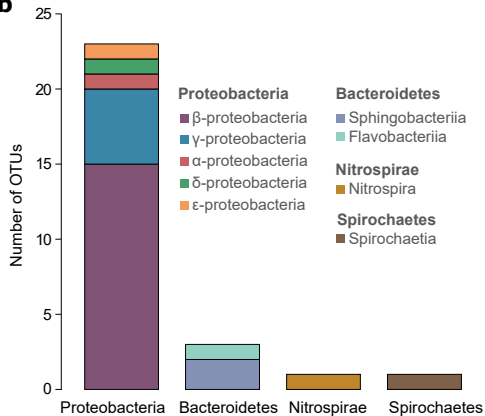 b
25
20
15
10
5
0
Number of OTUs
Proteobacteria
β-proteobacteria
γ-proteobacteria
α-proteobacteria
δ-proteobacteria
ε-proteobacteria
Bacteroidetes
Sphingobacteriia
Flavobacteriia
Nitrospirae
Nitrospira
Spirochaetes
Spirochaetia
Proteobacteria Bacteroidetes Nitrospirae Spirochaetes